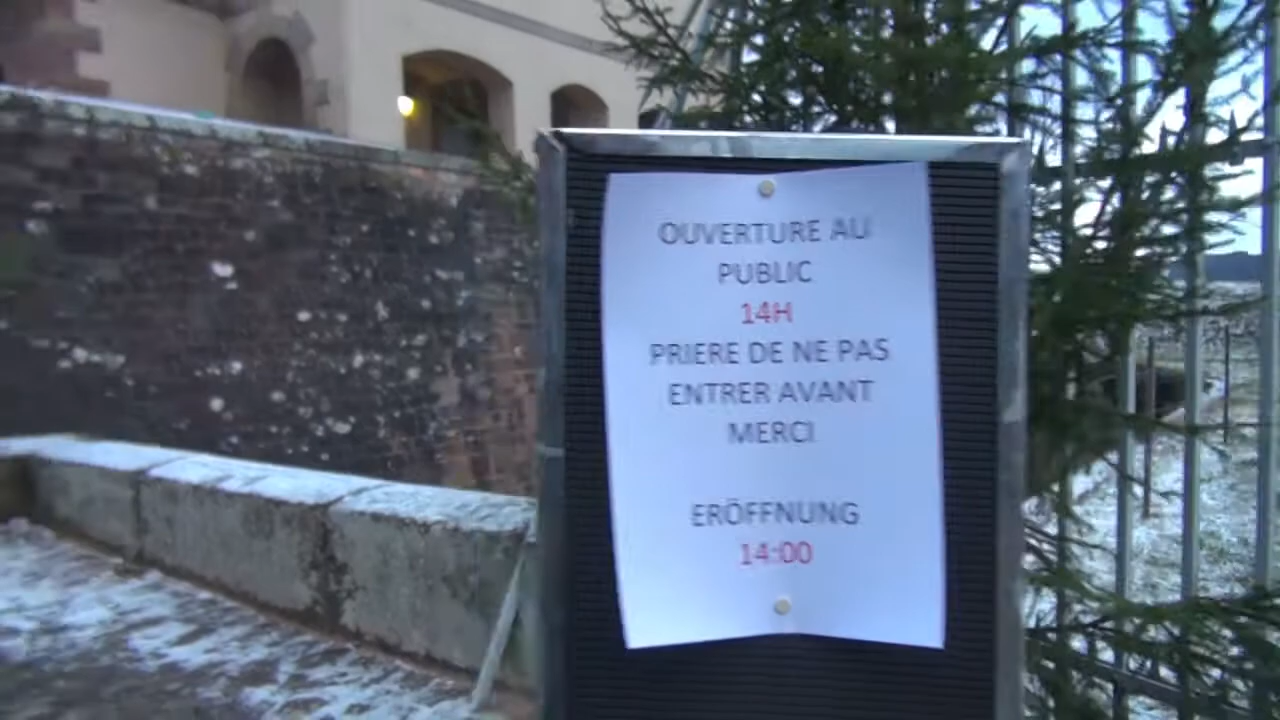 OUVERTURE AU
PUBLIC
14H
PRIERE DE NE PAS
ENTRER AVANT
MERCI
ERÖFFNUNG
14:00